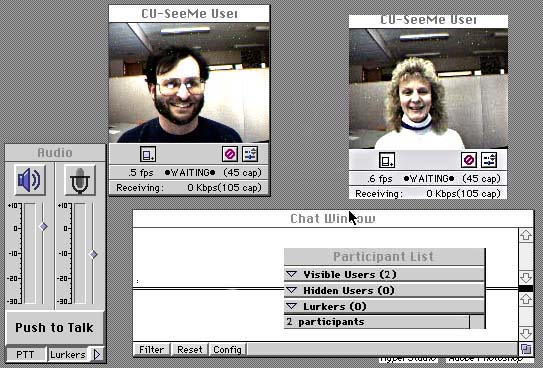 CU-SeeMe User
CU-SeeMe User
.5 fps ●WAITING● (45 cap)
Receiving: 0 Kbps(105 cap)
.6 fps ●WAITING● (45 cap)
Receiving: 0 Kbps(105 cap)
Audio
+10 +10
0 0
-10 -10
-20 -20
-30 -30
Push to Talk
PTT Lurkers
Chat Window
Participant List
Visible Users (2)
Hidden Users (0)
Lurkers (0)
2 participants
Filter Reset Config
HyperStudio Adobe Photoshop